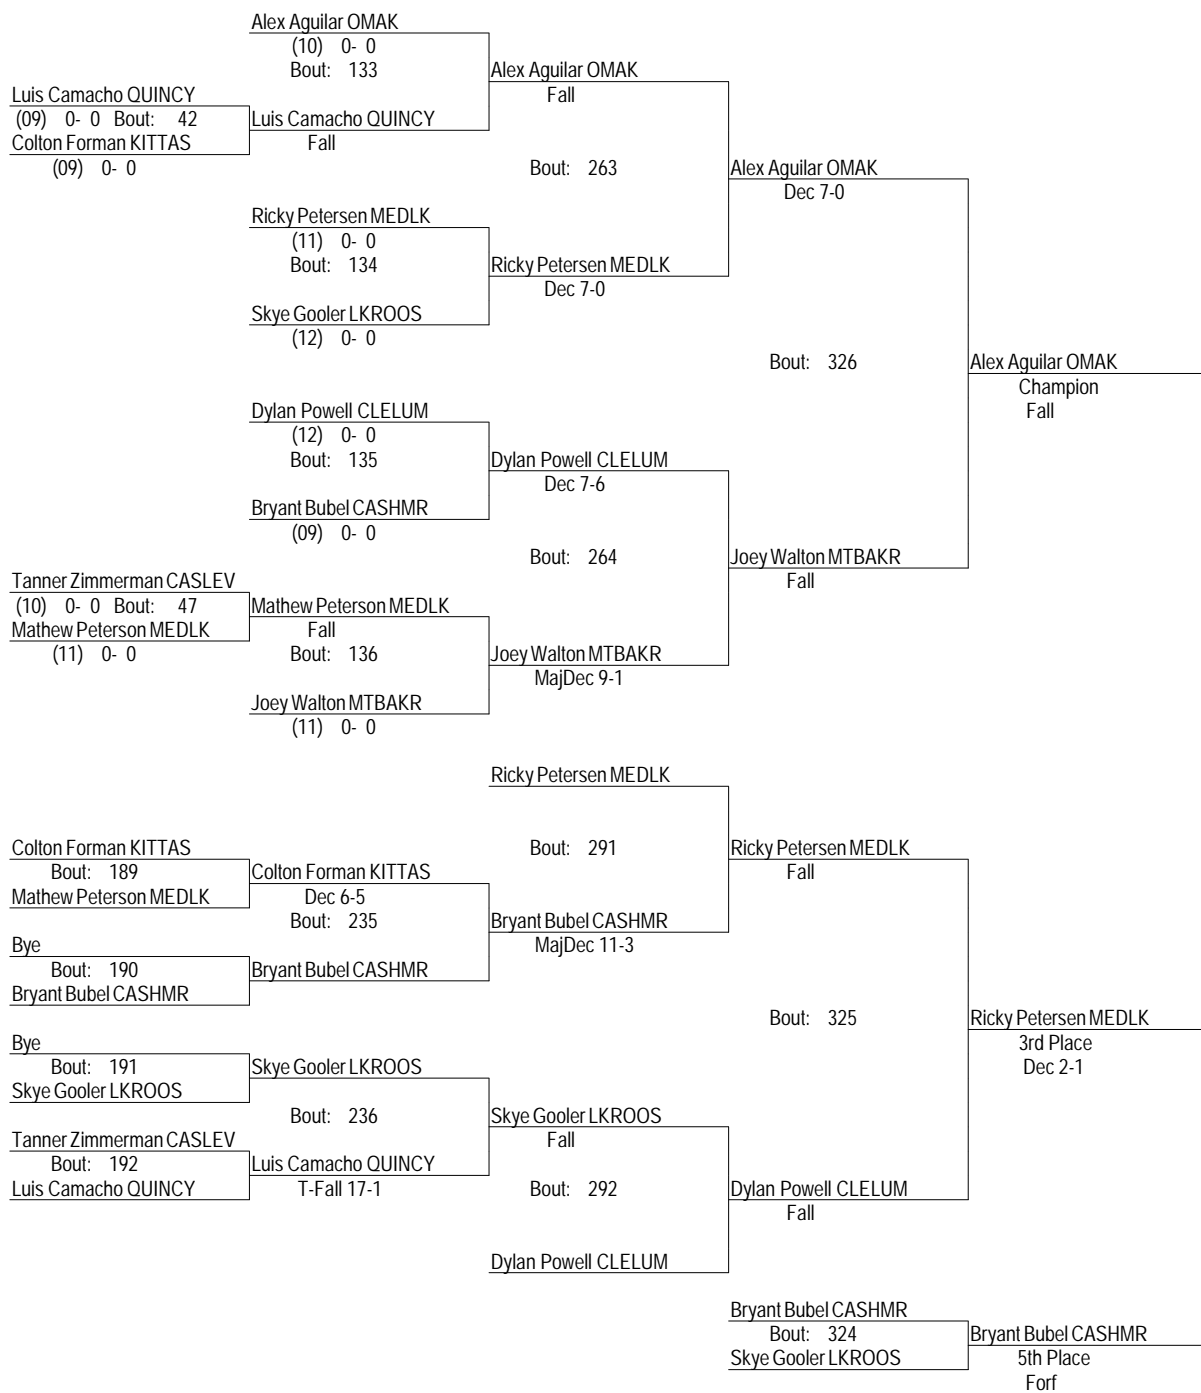 Alex Aguilar OMAK
(10) 0- 0
Bout: 133
Alex Aguilar OMAK
Fall
Luis Camacho QUINCY
(09) 0- 0 Bout: 42
Luis Camacho QUINCY
Fall
Colton Forman KITTAS
(09) 0- 0
Bout: 263
Alex Aguilar OMAK
Dec 7-0
Ricky Petersen MEDLK
(11) 0- 0
Bout: 134
Ricky Petersen MEDLK
Dec 7-0
Skye Gooler LKROOS
(12) 0- 0
Bout: 326
Alex Aguilar OMAK
Champion
Fall
Dylan Powell CLELUM
(12) 0- 0
Bout: 135
Dylan Powell CLELUM
Dec 7-6
Bryant Bubel CASHMR
(09) 0- 0
Bout: 264
Joey Walton MTBAKR
Fall
Tanner Zimmerman CASLEV
(10) 0- 0 Bout: 47
Mathew Peterson MEDLK
Fall
Mathew Peterson MEDLK
(11) 0- 0
Bout: 136
Joey Walton MTBAKR
MajDec 9-1
Joey Walton MTBAKR
(11) 0- 0
Ricky Petersen MEDLK
Bout: 291
Ricky Petersen MEDLK
Fall
Colton Forman KITTAS
Bout: 189
Colton Forman KITTAS
Dec 6-5
Mathew Peterson MEDLK
Bout: 235
Bryant Bubel CASHMR
MajDec 11-3
Bye
Bout: 190
Bryant Bubel CASHMR
Bryant Bubel CASHMR
Bout: 325
Ricky Petersen MEDLK
3rd Place
Dec 2-1
Bye
Bout: 191
Skye Gooler LKROOS
Skye Gooler LKROOS
Bout: 236
Skye Gooler LKROOS
Fall
Tanner Zimmerman CASLEV
Bout: 192
Luis Camacho QUINCY
T-Fall 17-1
Luis Camacho QUINCY
Bout: 292
Dylan Powell CLELUM
Fall
Dylan Powell CLELUM
Bryant Bubel CASHMR
Bout: 324
Bryant Bubel CASHMR
Skye Gooler LKROOS
5th Place
Forf